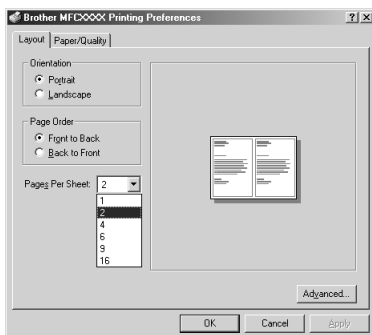 Brother MFCXXXX Printing Preferences
Layout
Paper/Quality
Orientation
Portrait
Landscape
Page Order
Front to Back
Back to Front
Pages Per Sheet: 2
1
2
4
6
9
16
Advanced...
OK
Cancel
Apply